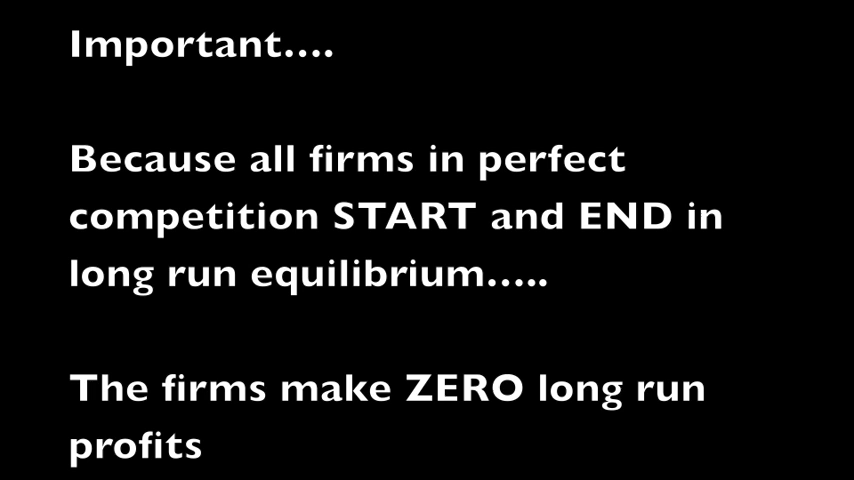 Important....
Because all firms in perfect
competition START and END in
long run equilibrium.....
The firms make ZERO long run
profits